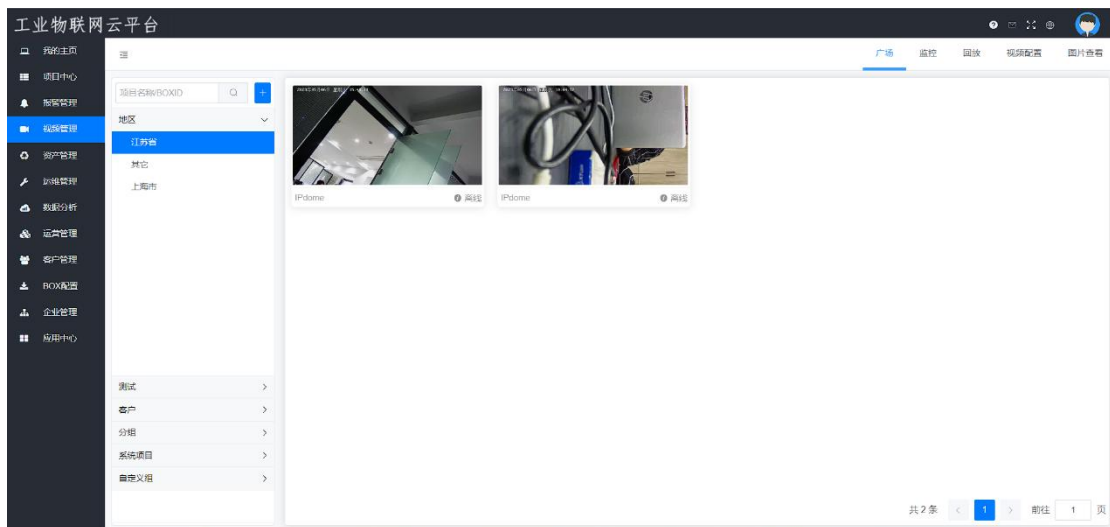 工业物联网云平台
我的主页
项目中心
报警管理
视频管理
资产管理
运维管理
数据分析
运营管理
客户管理
BOX配置
企业管理
应用中心
广场 监控 回放 视频配置 图片查看
项目名称/BOXID
地区
江苏省
其它
上海市
测试
客户
分组
系统项目
自定义组
IPdome 离线
IPdome 离线
共 2 条 < 1 > 前往 1 页